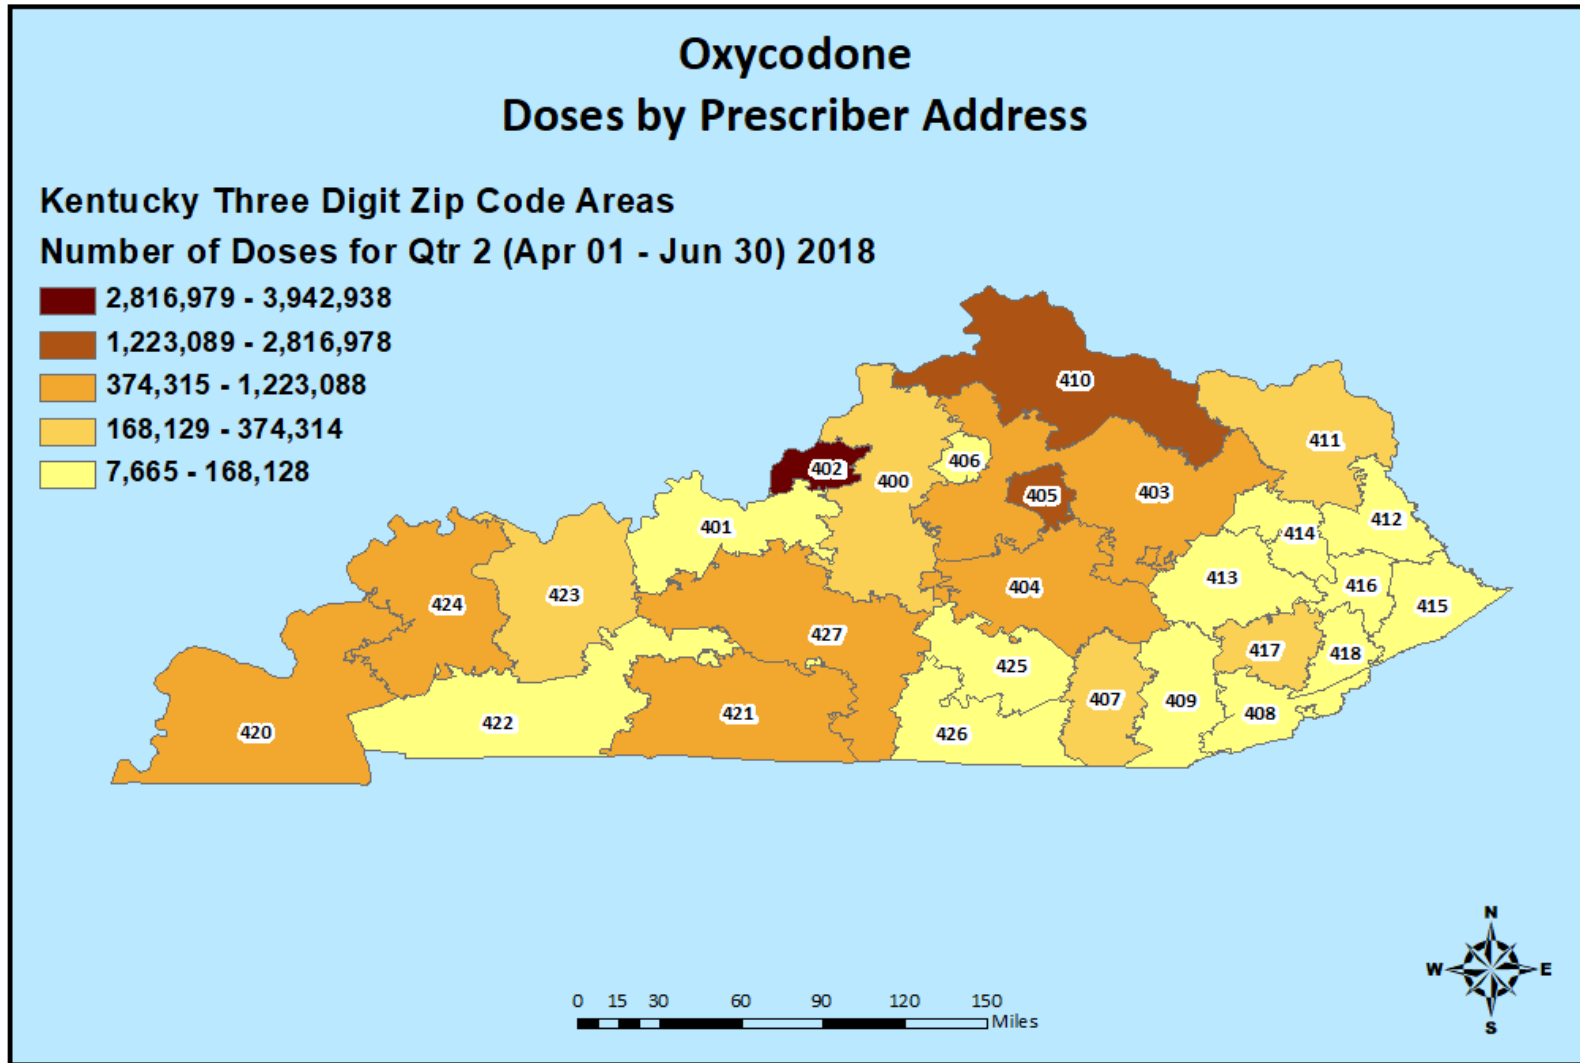 Oxycodone
Doses by Prescriber Address
Kentucky Three Digit Zip Code Areas
Number of Doses for Qtr 2 (Apr 01 - Jun 30) 2018
2,816,979 - 3,942,938
1,223,089 - 2,816,978
374,315 - 1,223,088
168,129 - 374,314
7,665 - 168,128
410
411
402
406
400
405
403
401
412
414
413
404
416
415
424
423
427
425
417
418
407
409
408
420
422
421
426
N
W E
S
0 15 30 60 90 120 150
Miles